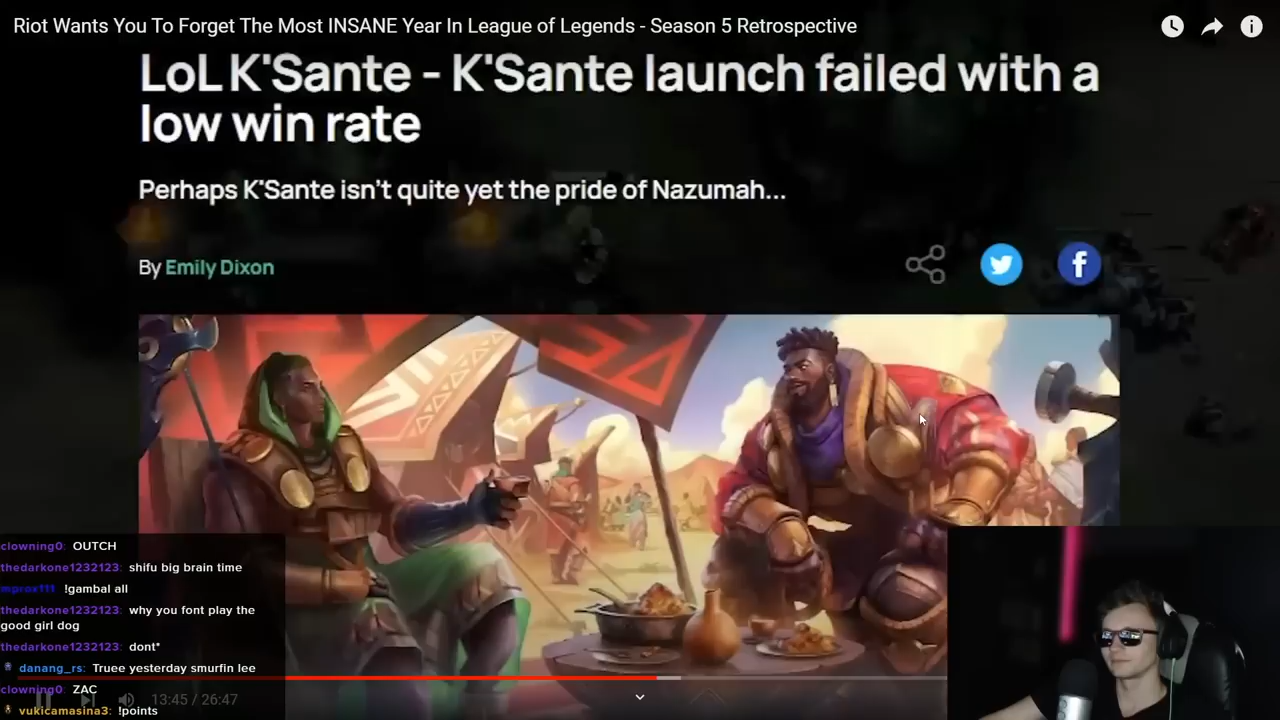 Riot Wants You To Forget The Most INSANE Year In League of Legends - Season 5 Retrospective
LoL K'Sante - K'Sante launch failed with a
low win rate
Perhaps K'Sante isn't quite yet the pride of Nazumah...
By Emily Dixon
clowning0: OUTCH
thedarkone1232123: shifu big brain time
mprox111 !gambal all
thedarkone1232123: why you font play the
good girl dog
thedarkone1232123: dont*
danang_rs: Truee yesterday smurfin lee
clowning0: ZAC
13:45 / 26:47
vukicamasina3: !points